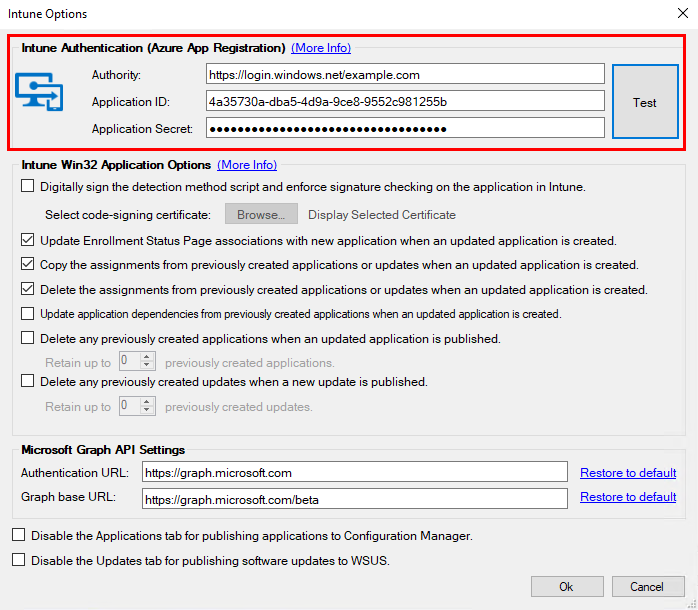 Intune Options
Intune Authentication (Azure App Registration) (More Info)
Authority: https://login.windows.net/example.com
Application ID: 4a35730a-dba5-4d9a-9ce8-9552c981255b
Test
Application Secret: ●●●●●●●●●●●●●●●●●●●●●●●●●●●●●●●●●●
Intune Win32 Application Options (More Info)
Digitally sign the detection method script and enforce signature checking on the application in Intune.
Select code-signing certificate: Browse... Display Selected Certificate
Update Enrollment Status Page associations with new application when an updated application is created.
Copy the assignments from previously created applications or updates when an updated application is created.
Delete the assignments from previously created applications or updates when an updated application is created.
Update application dependencies from previously created applications when an updated application is created.
Delete any previously created applications when an updated application is published.
Retain up to 0 previously created applications.
Delete any previously created updates when a new update is published.
Retain up to 0 previously created updates.
Microsoft Graph API Settings
Authentication URL: https://graph.microsoft.com Restore to default
Graph base URL: https://graph.microsoft.com/beta Restore to default
Disable the Applications tab for publishing applications to Configuration Manager.
Disable the Updates tab for publishing software updates to WSUS.
Ok Cancel